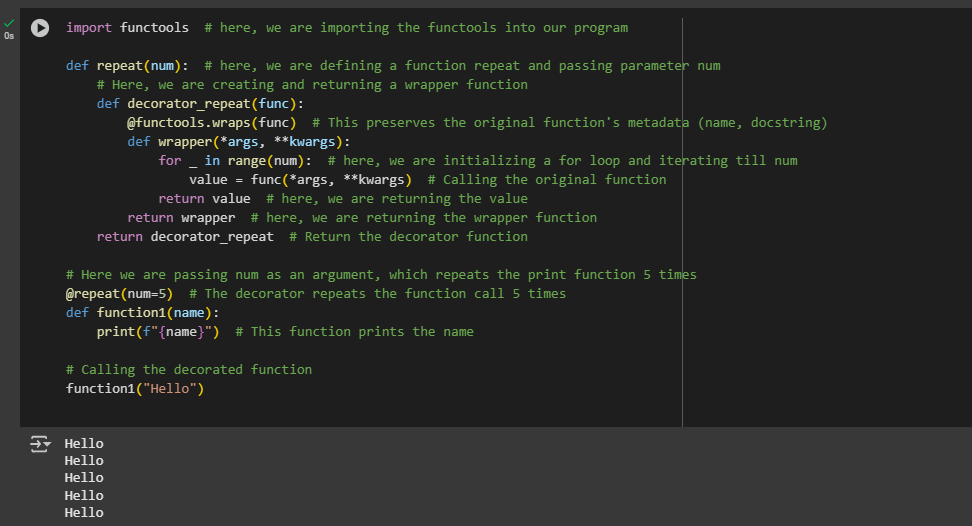 import functools  # here, we are importing the functools into our program
def repeat(num):  # here, we are defining a function repeat and passing parameter num
    # Here, we are creating and returning a wrapper function
    def decorator_repeat(func):
        @functools.wraps(func)  # This preserves the original function's metadata (name, docstring)
        def wrapper(*args, **kwargs):
            for _ in range(num):  # here, we are initializing a for loop and iterating till num
                value = func(*args, **kwargs)  # Calling the original function
            return value  # here, we are returning the value
        return wrapper  # here, we are returning the wrapper function
    return decorator_repeat  # Return the decorator function
# Here we are passing num as an argument, which repeats the print function 5 times
@repeat(num=5)  # The decorator repeats the function call 5 times
def function1(name):
    print(f"{name}")  # This function prints the name
# Calling the decorated function
function1("Hello")
0s
Hello
Hello
Hello
Hello
Hello